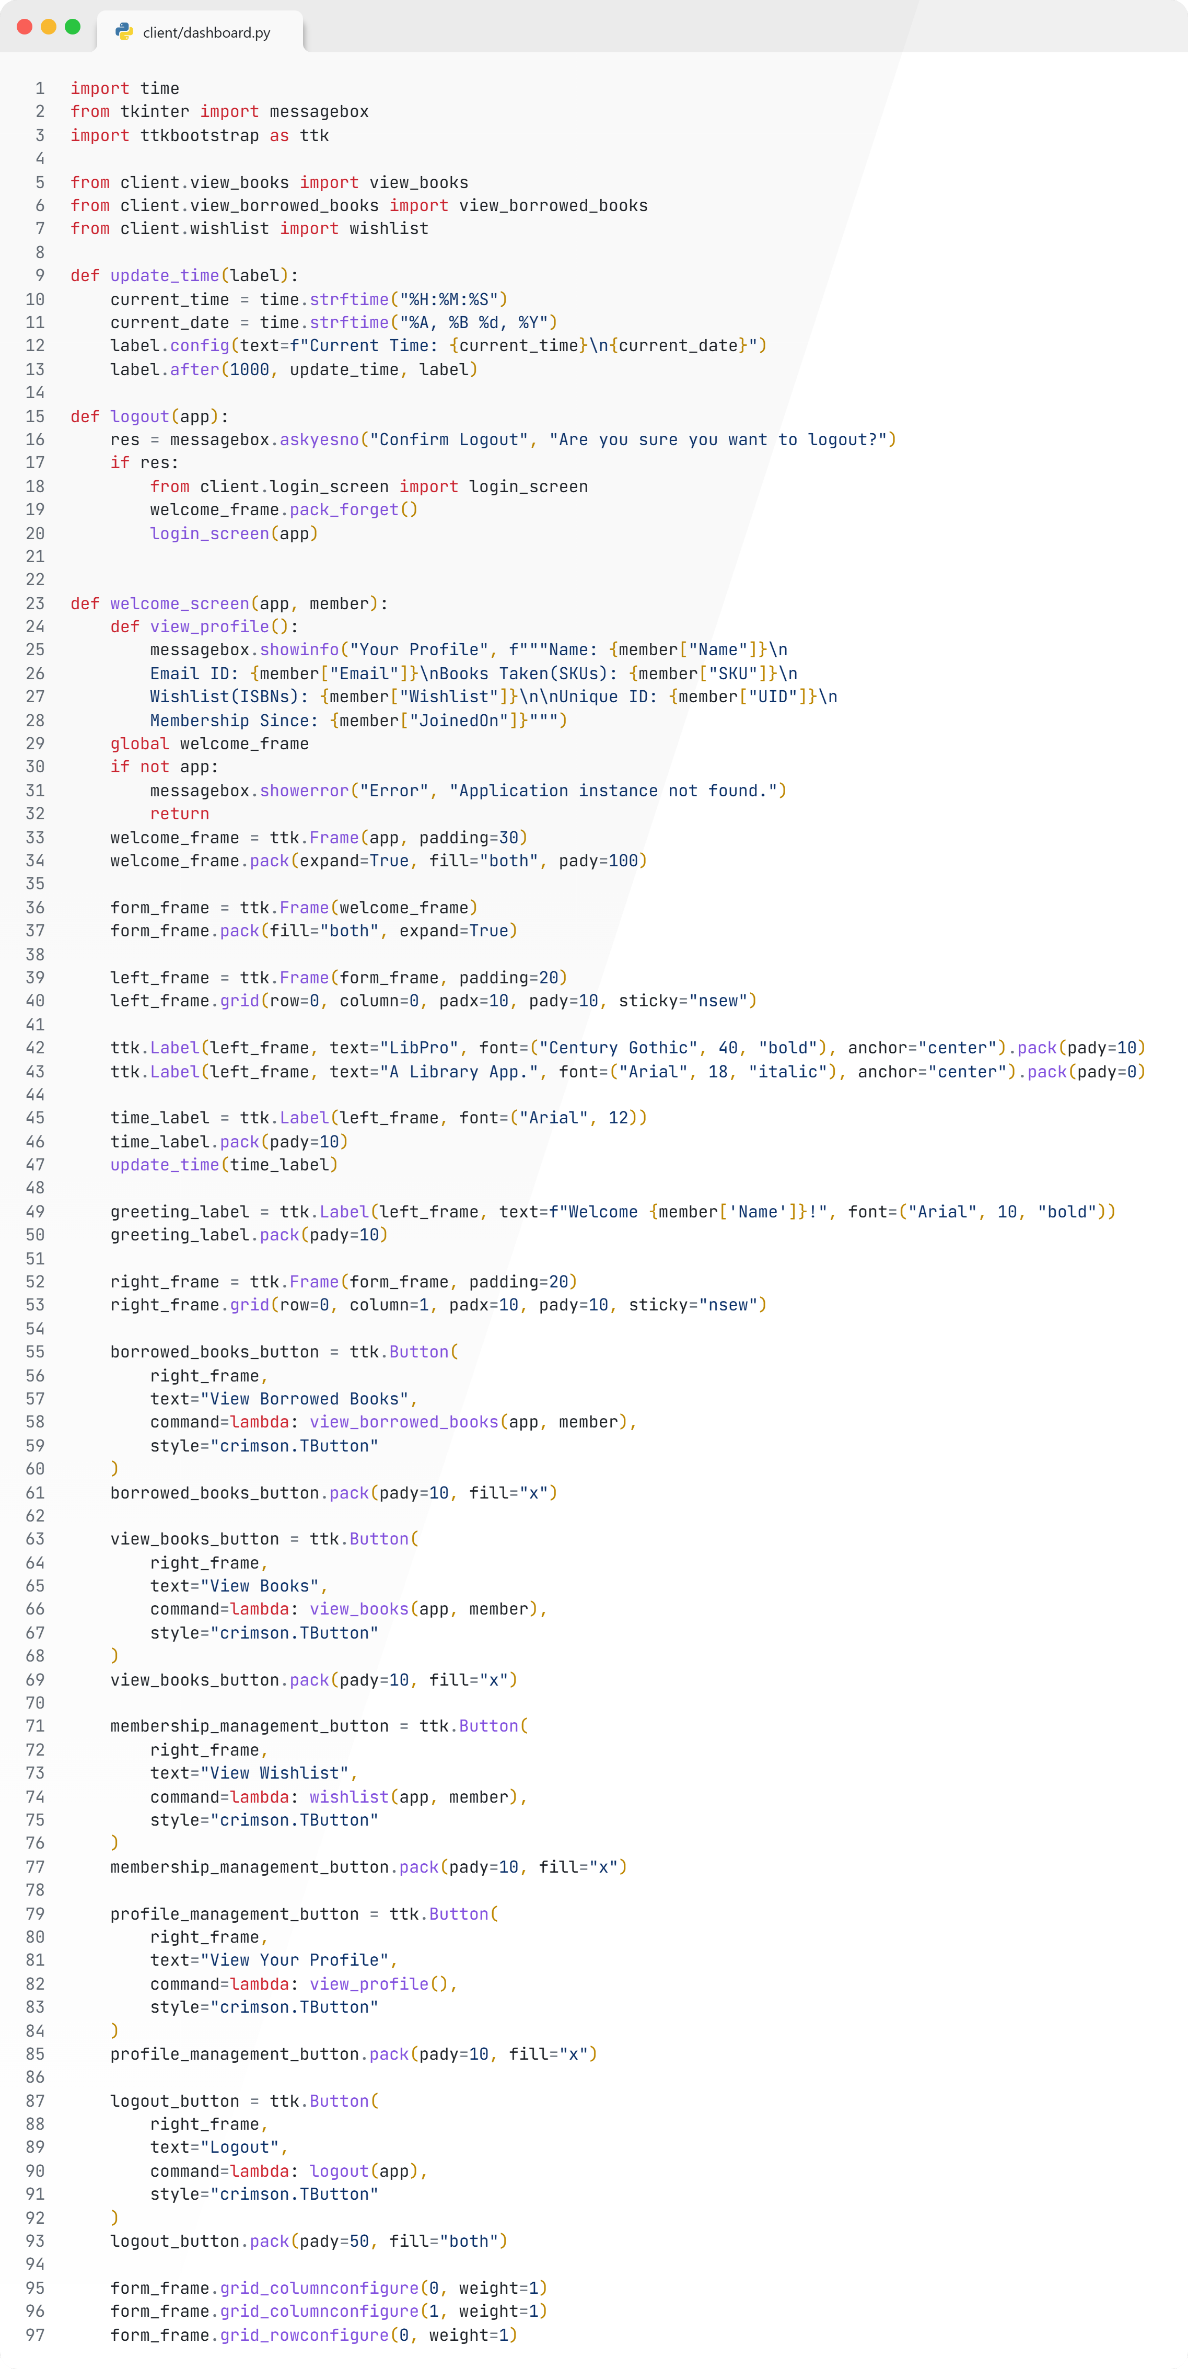 client/dashboard.py
1 import time
2 from tkinter import messagebox
3 import ttkbootstrap as ttk
4
5 from client.view_books import view_books
6 from client.view_borrowed_books import view_borrowed_books
7 from client.wishlist import wishlist
8
9 def update_time(label):
10     current_time = time.strftime("%H:%M:%S")
11     current_date = time.strftime("%A, %B %d, %Y")
12     label.config(text=f"Current Time: {current_time}\n{current_date}")
13     label.after(1000, update_time, label)
14
15 def logout(app):
16     res = messagebox.askyesno("Confirm Logout", "Are you sure you want to logout?")
17     if res:
18         from client.login_screen import login_screen
19         welcome_frame.pack_forget()
20         login_screen(app)
21
22
23 def welcome_screen(app, member):
24     def view_profile():
25         messagebox.showinfo("Your Profile", f"""Name: {member["Name"]}\n
26         Email ID: {member["Email"]}\nBooks Taken(SKUs): {member["SKU"]}\n
27         Wishlist(ISBNs): {member["Wishlist"]}\n\nUnique ID: {member["UID"]}\n
28         Membership Since: {member["JoinedOn"]}""")
29     global welcome_frame
30     if not app:
31         messagebox.showerror("Error", "Application instance not found.")
32         return
33     welcome_frame = ttk.Frame(app, padding=30)
34     welcome_frame.pack(expand=True, fill="both", pady=100)
35
36     form_frame = ttk.Frame(welcome_frame)
37     form_frame.pack(fill="both", expand=True)
38
39     left_frame = ttk.Frame(form_frame, padding=20)
40     left_frame.grid(row=0, column=0, padx=10, pady=10, sticky="nsew")
41
42     ttk.Label(left_frame, text="LibPro", font=("Century Gothic", 40, "bold"), anchor="center").pack(pady=10)
43     ttk.Label(left_frame, text="A Library App.", font=("Arial", 18, "italic"), anchor="center").pack(pady=0)
44
45     time_label = ttk.Label(left_frame, font=("Arial", 12))
46     time_label.pack(pady=10)
47     update_time(time_label)
48
49     greeting_label = ttk.Label(left_frame, text=f"Welcome {member['Name']}!", font=("Arial", 10, "bold"))
50     greeting_label.pack(pady=10)
51
52     right_frame = ttk.Frame(form_frame, padding=20)
53     right_frame.grid(row=0, column=1, padx=10, pady=10, sticky="nsew")
54
55     borrowed_books_button = ttk.Button(
56         right_frame,
57         text="View Borrowed Books",
58         command=lambda: view_borrowed_books(app, member),
59         style="crimson.TButton"
60     )
61     borrowed_books_button.pack(pady=10, fill="x")
62
63     view_books_button = ttk.Button(
64         right_frame,
65         text="View Books",
66         command=lambda: view_books(app, member),
67         style="crimson.TButton"
68     )
69     view_books_button.pack(pady=10, fill="x")
70
71     membership_management_button = ttk.Button(
72         right_frame,
73         text="View Wishlist",
74         command=lambda: wishlist(app, member),
75         style="crimson.TButton"
76     )
77     membership_management_button.pack(pady=10, fill="x")
78
79     profile_management_button = ttk.Button(
80         right_frame,
81         text="View Your Profile",
82         command=lambda: view_profile(),
83         style="crimson.TButton"
84     )
85     profile_management_button.pack(pady=10, fill="x")
86
87     logout_button = ttk.Button(
88         right_frame,
89         text="Logout",
90         command=lambda: logout(app),
91         style="crimson.TButton"
92     )
93     logout_button.pack(pady=50, fill="both")
94
95     form_frame.grid_columnconfigure(0, weight=1)
96     form_frame.grid_columnconfigure(1, weight=1)
97     form_frame.grid_rowconfigure(0, weight=1)